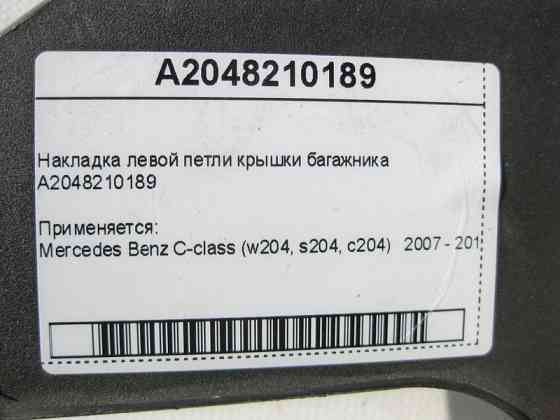 A2048210189
Накладка левой петли крышки багажника
A2048210189
Применяется:
Mercedes Benz C-class (w204, s204, c204) 2007 - 201